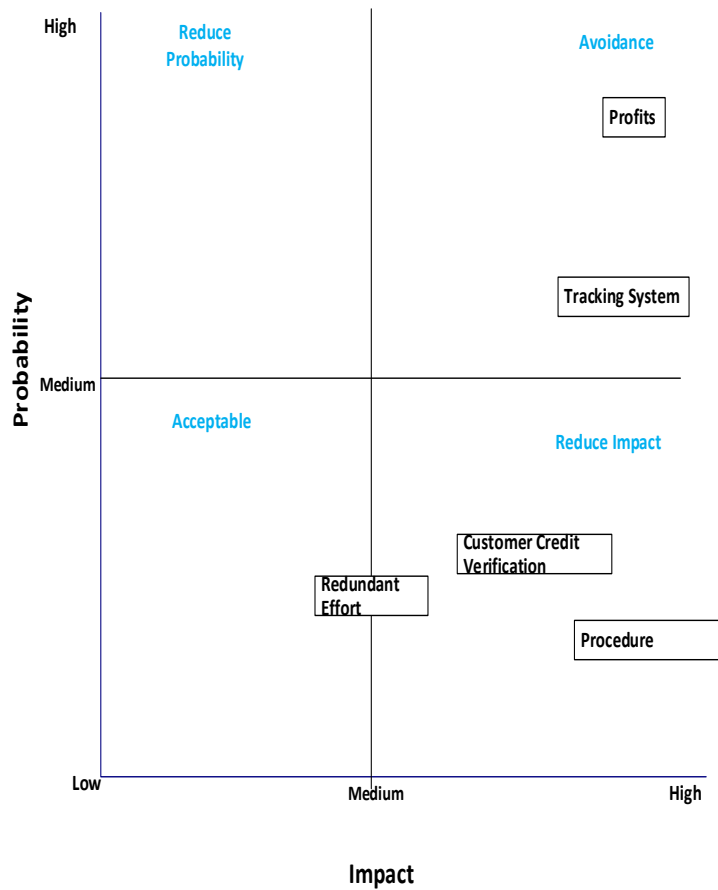 High
Reduce
Probability
Avoidance
Profits
Tracking System
Probability
Medium
Acceptable
Reduce Impact
Customer Credit
Verification
Redundant
Effort
Procedure
Low
Medium
High
Impact